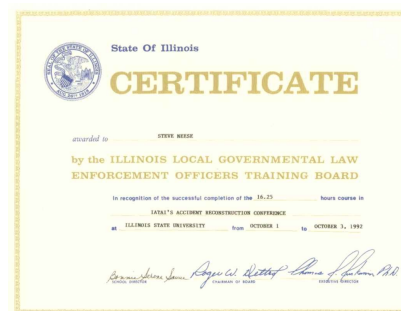 State Of Illinois
CERTIFICATE
awarded to STEVE NEESE
by the ILLINOIS LOCAL GOVERNMENTAL LAW
ENFORCEMENT OFFICERS TRAINING BOARD
In recognition of the successful completion of the 16.25 hours course in
IATAI'S ACCIDENT RECONSTRUCTION CONFERENCE
at ILLINOIS STATE UNIVERSITY from OCTOBER 1 to OCTOBER 3, 1992
SCHOOL DIRECTOR CHAIRMAN OF BOARD EXECUTIVE DIRECTOR